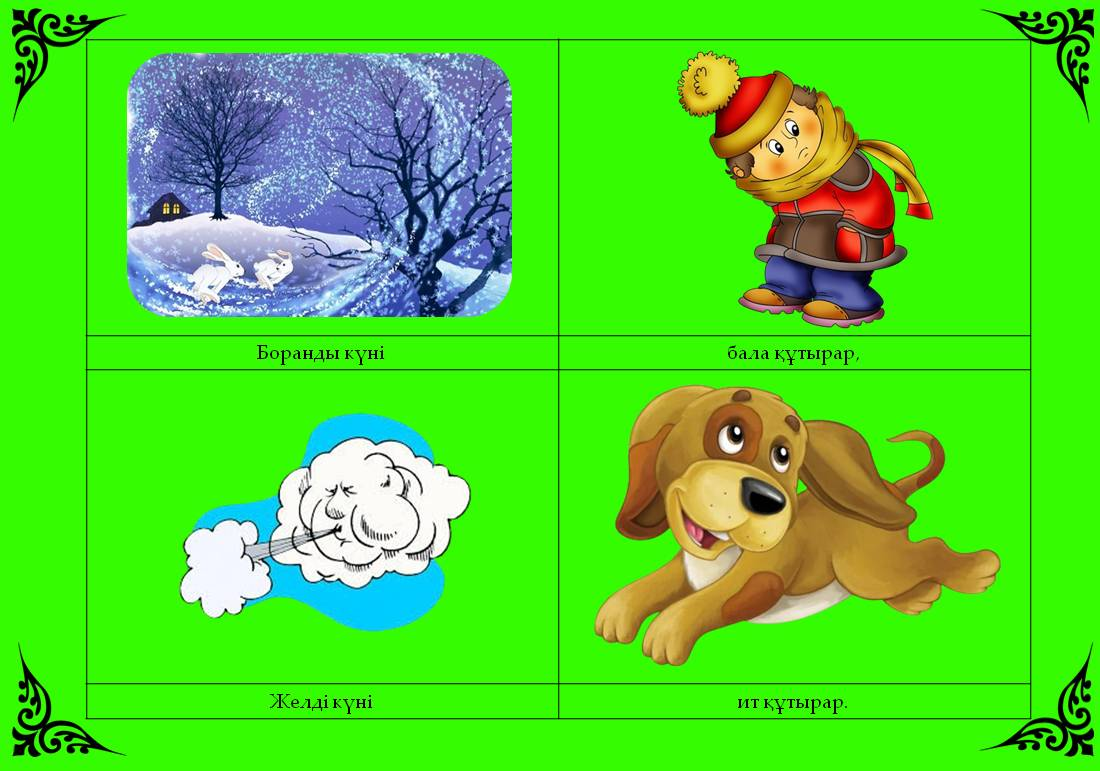 Боранды күні
бала құтырар,
Желді күні
ит құтырар.